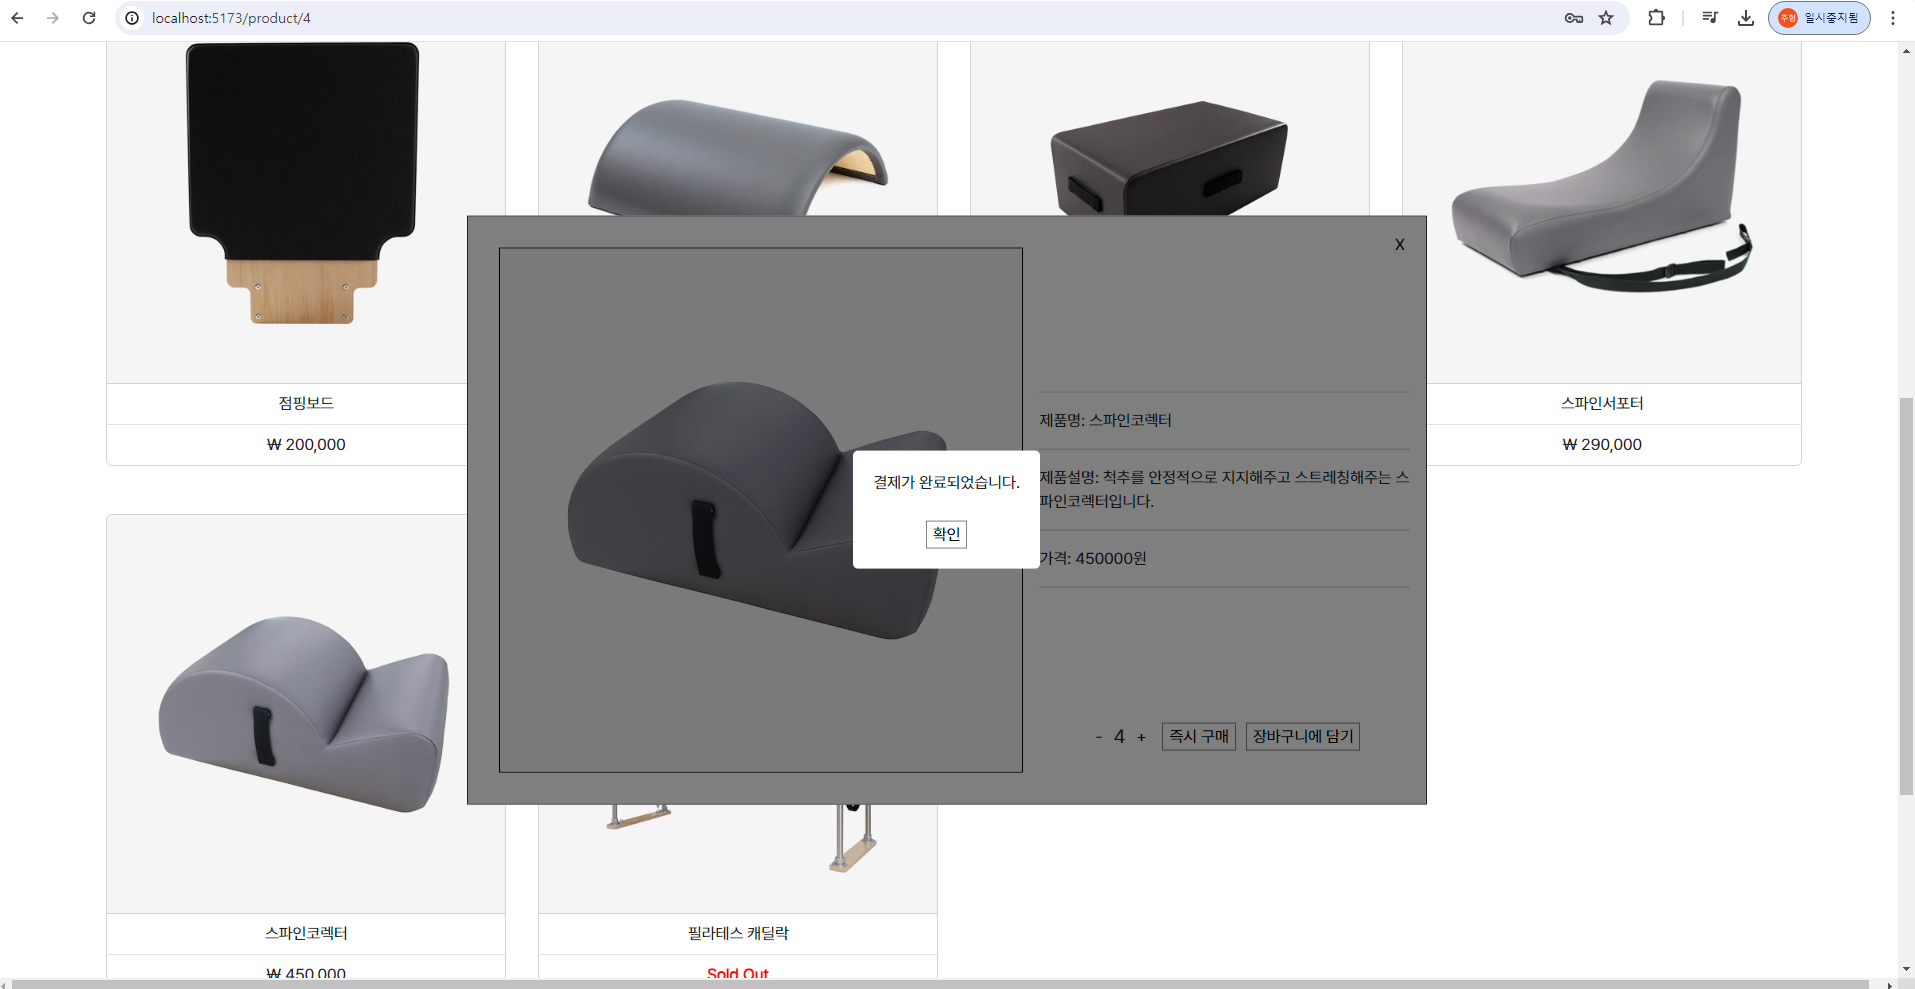 localhost:5173/product/4
주형 일시중지됨
점핑보드
₩ 200,000
스파인서포터
₩ 290,000
X
제품명: 스파인코렉터
제품설명: 척추를 안정적으로 지지해주고 스트레칭해주는 스
파인코렉터입니다.
가격: 450000원
결제가 완료되었습니다.
확인
- 4 + 즉시 구매 장바구니에 담기
스파인코렉터
₩ 450,000
필라테스 캐딜락
Sold Out